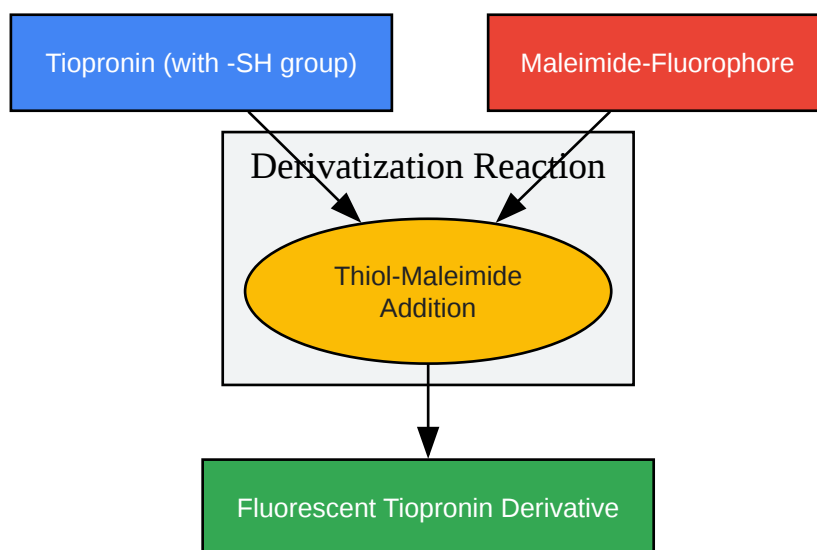 Tiopronin (with -SH group)
Maleimide-Fluorophore
Derivatization Reaction
Thiol-Maleimide
Addition
Fluorescent Tiopronin Derivative